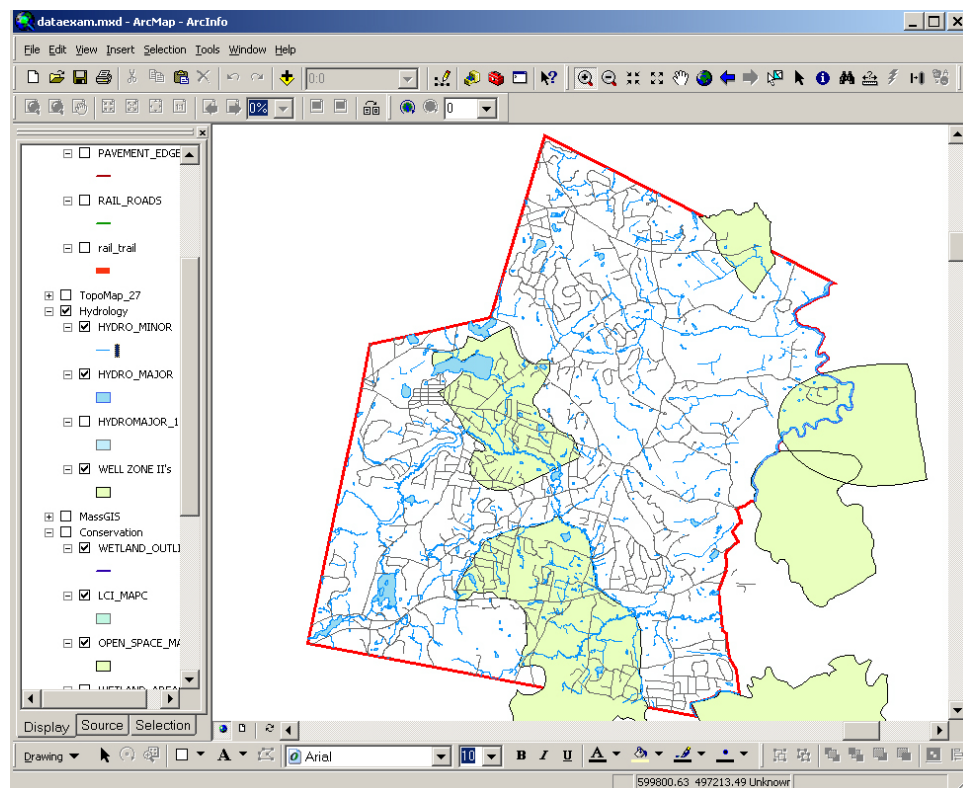 dataexam.mxd - ArcMap - ArcInfo
File Edit View Insert Selection Tools Window Help
0:0
0% 0
PAVEMENT_EDGE
RAIL_ROADS
rail_trail
TopoMap_27
Hydrology
HYDRO_MINOR
HYDRO_MAJOR
HYDROMAJOR_1
WELL ZONE II's
MassGIS
Conservation
WETLAND_OUTLI
LCI_MAPC
OPEN_SPACE_MA
Display Source Selection
Drawing A Arial 10 B I U A
599800.63 497213.49 Unknowr